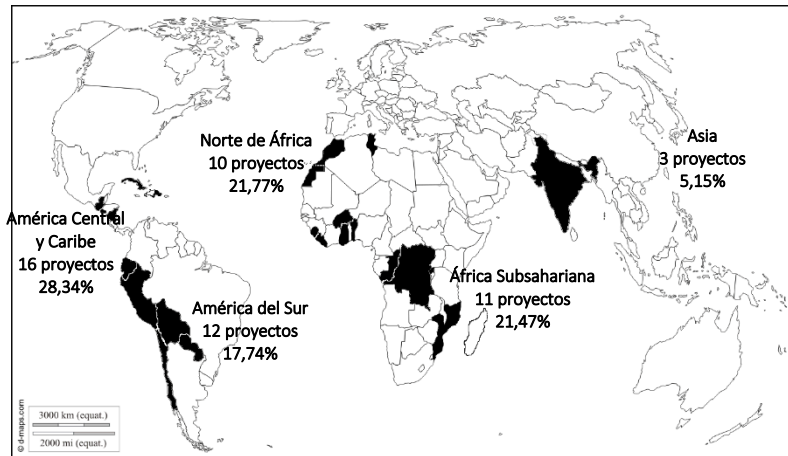 Norte de África
10 proyectos
21,77%
Asia
3 proyectos
5,15%
América Central
y Caribe
16 proyectos
28,34%
América del Sur
12 proyectos
17,74%
África Subsahariana
11 proyectos
21,47%
3000 km (equat.)
2000 mi (equat.)
© d-maps.com